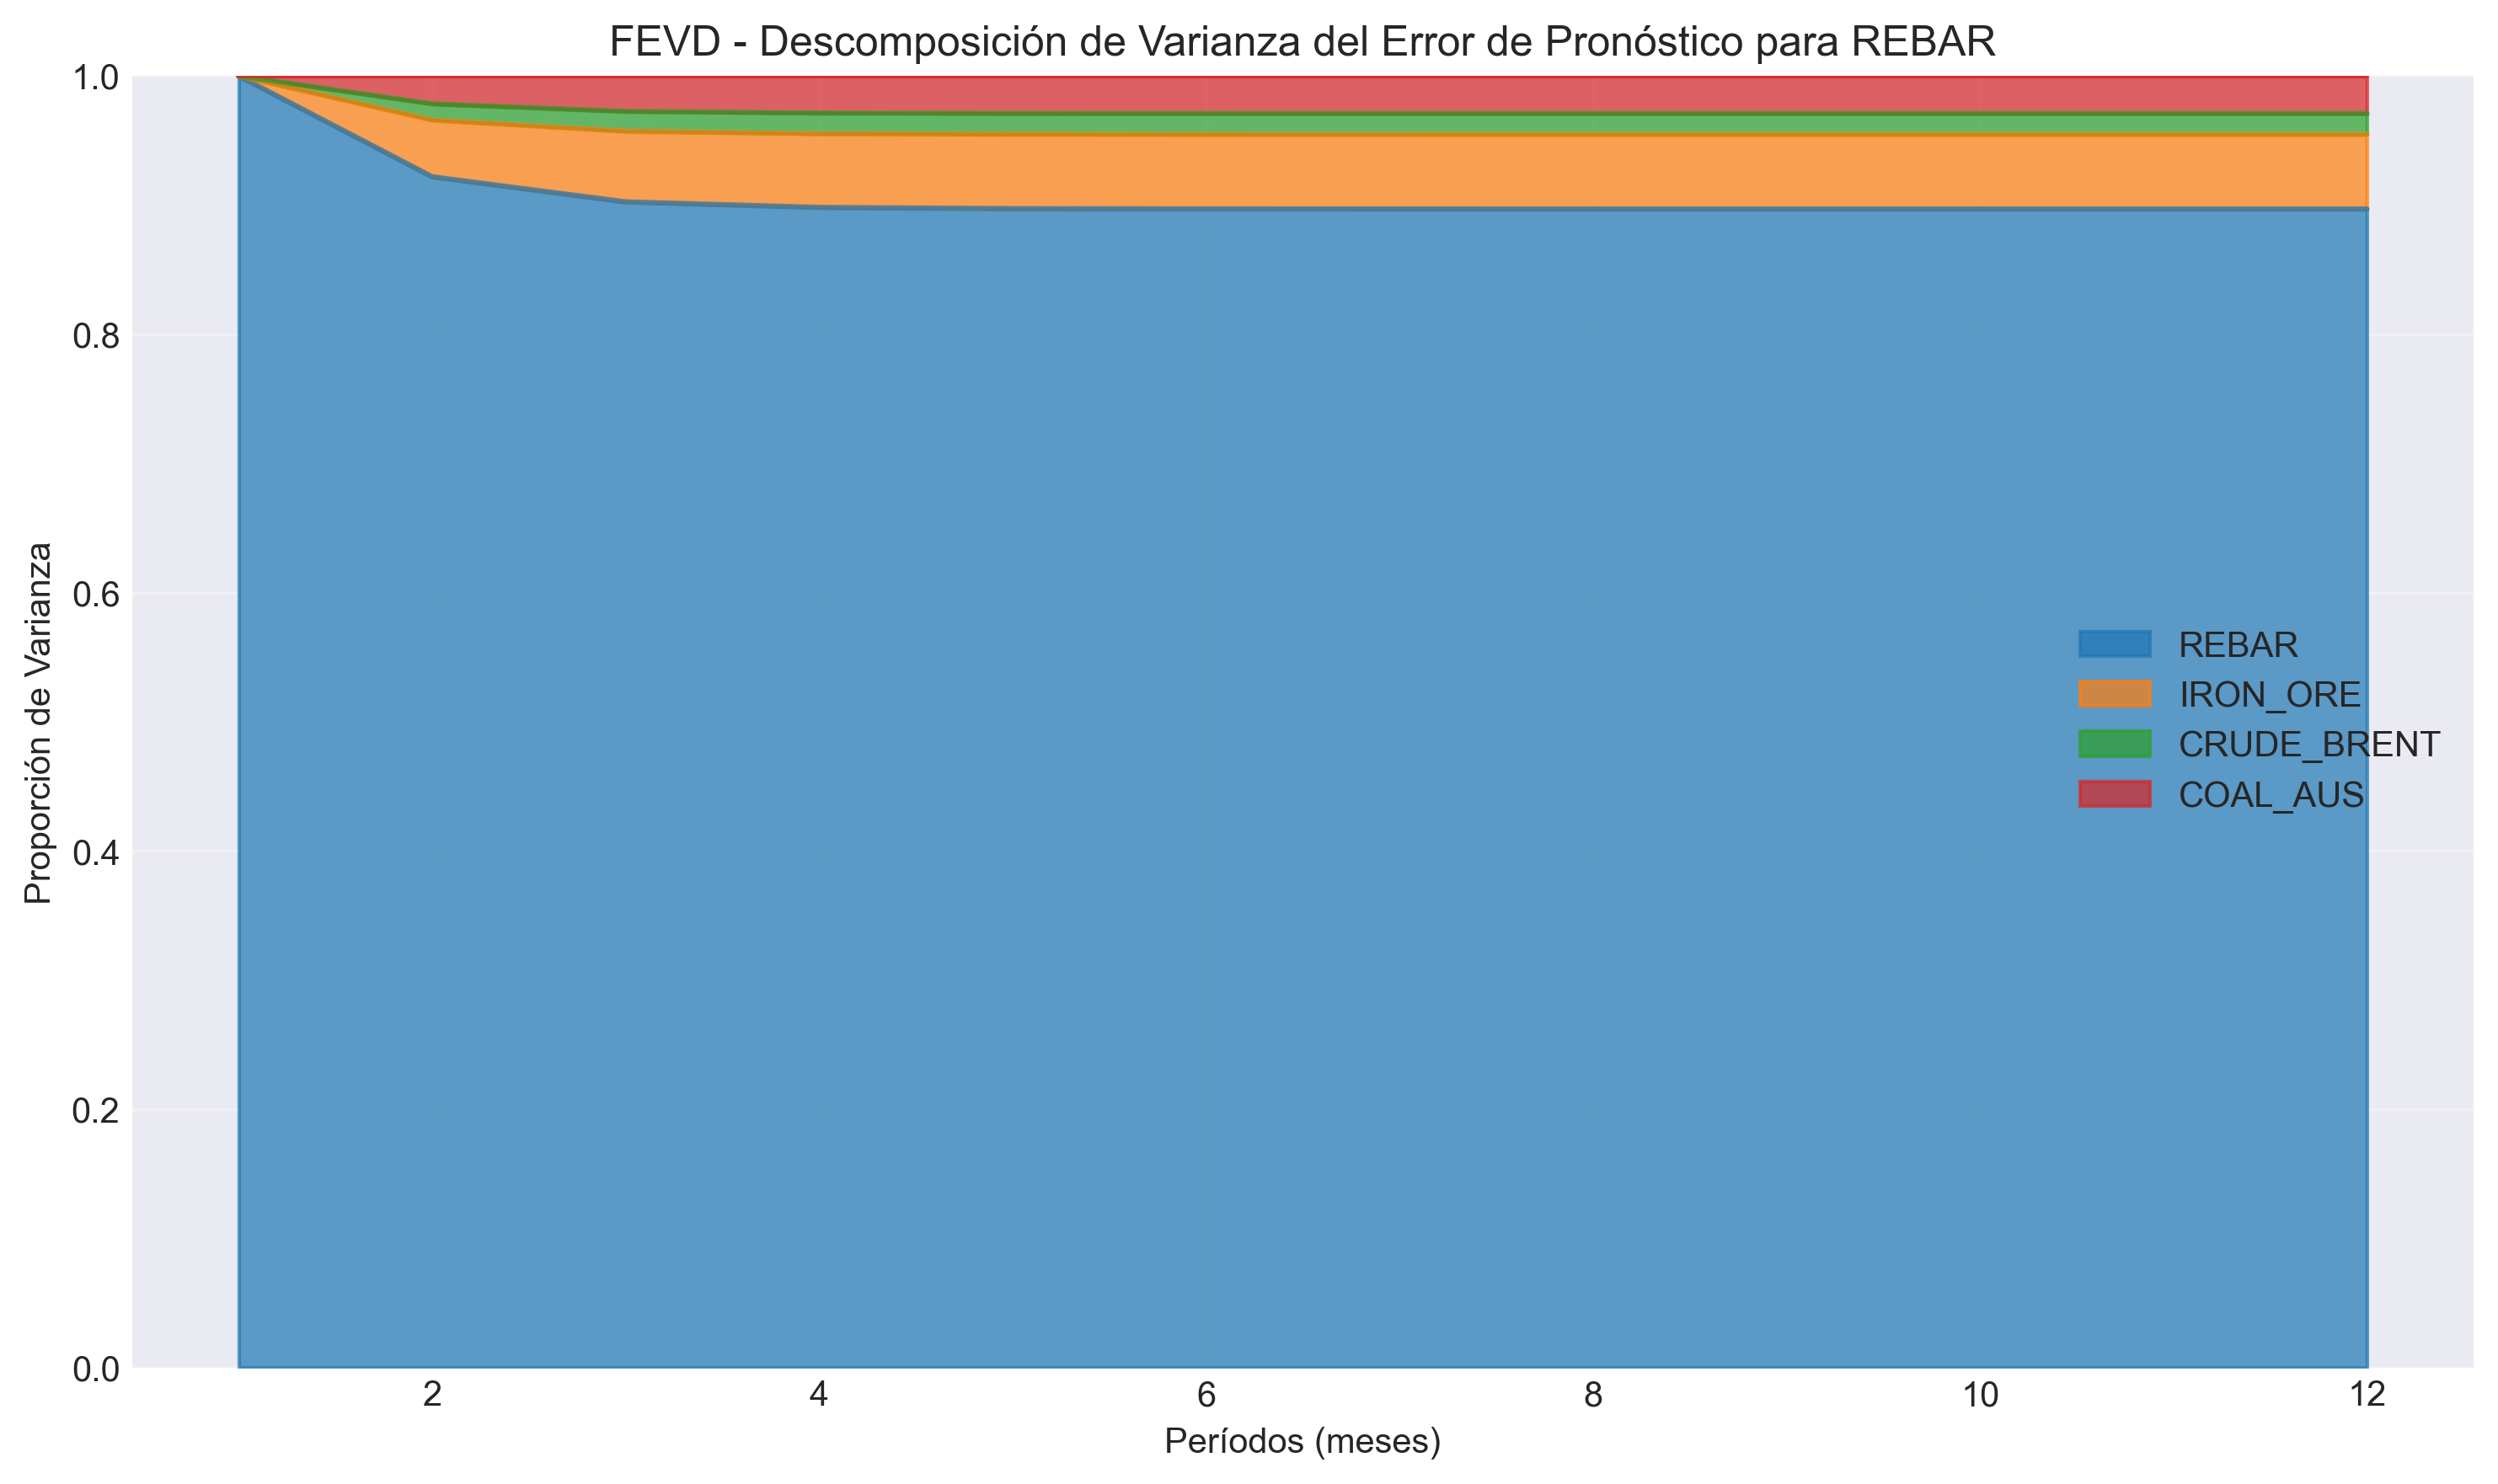 FEVD - Descomposición de Varianza del Error de Pronóstico para REBAR
Proporción de Varianza
1.0
0.8
0.6
0.4
0.2
0.0
REBAR
IRON_ORE
CRUDE_BRENT
COAL_AUS
2
4
6
8
10
12
Períodos (meses)